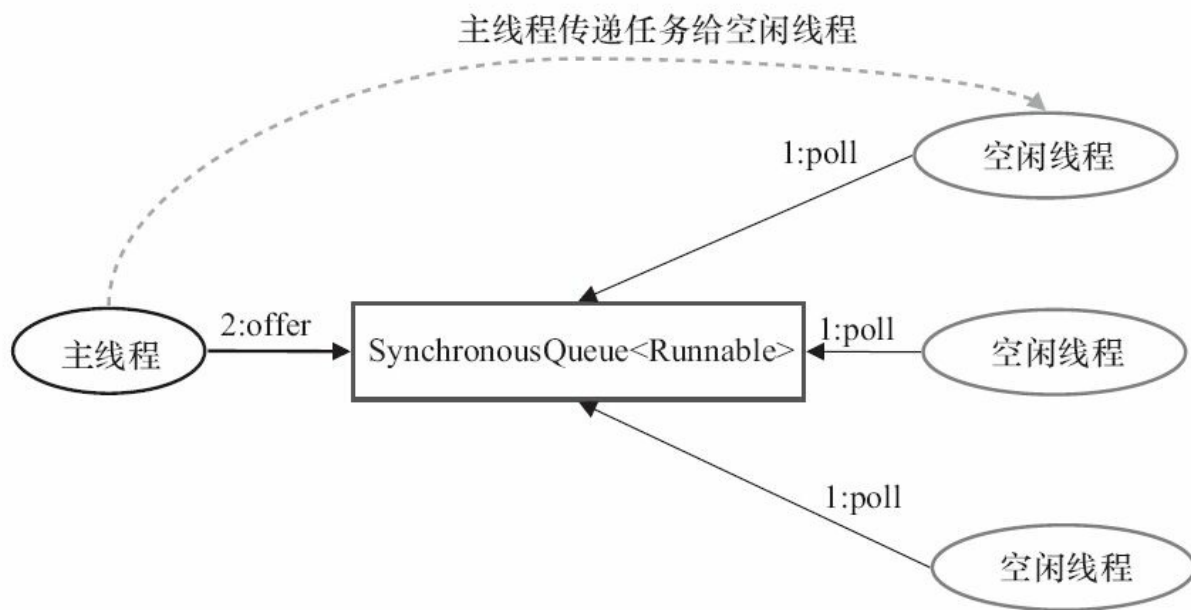 主线程传递任务给空闲线程
1:poll
空闲线程
主线程
2:offer
SynchronousQueue<Runnable>
1:poll
空闲线程
1:poll
空闲线程